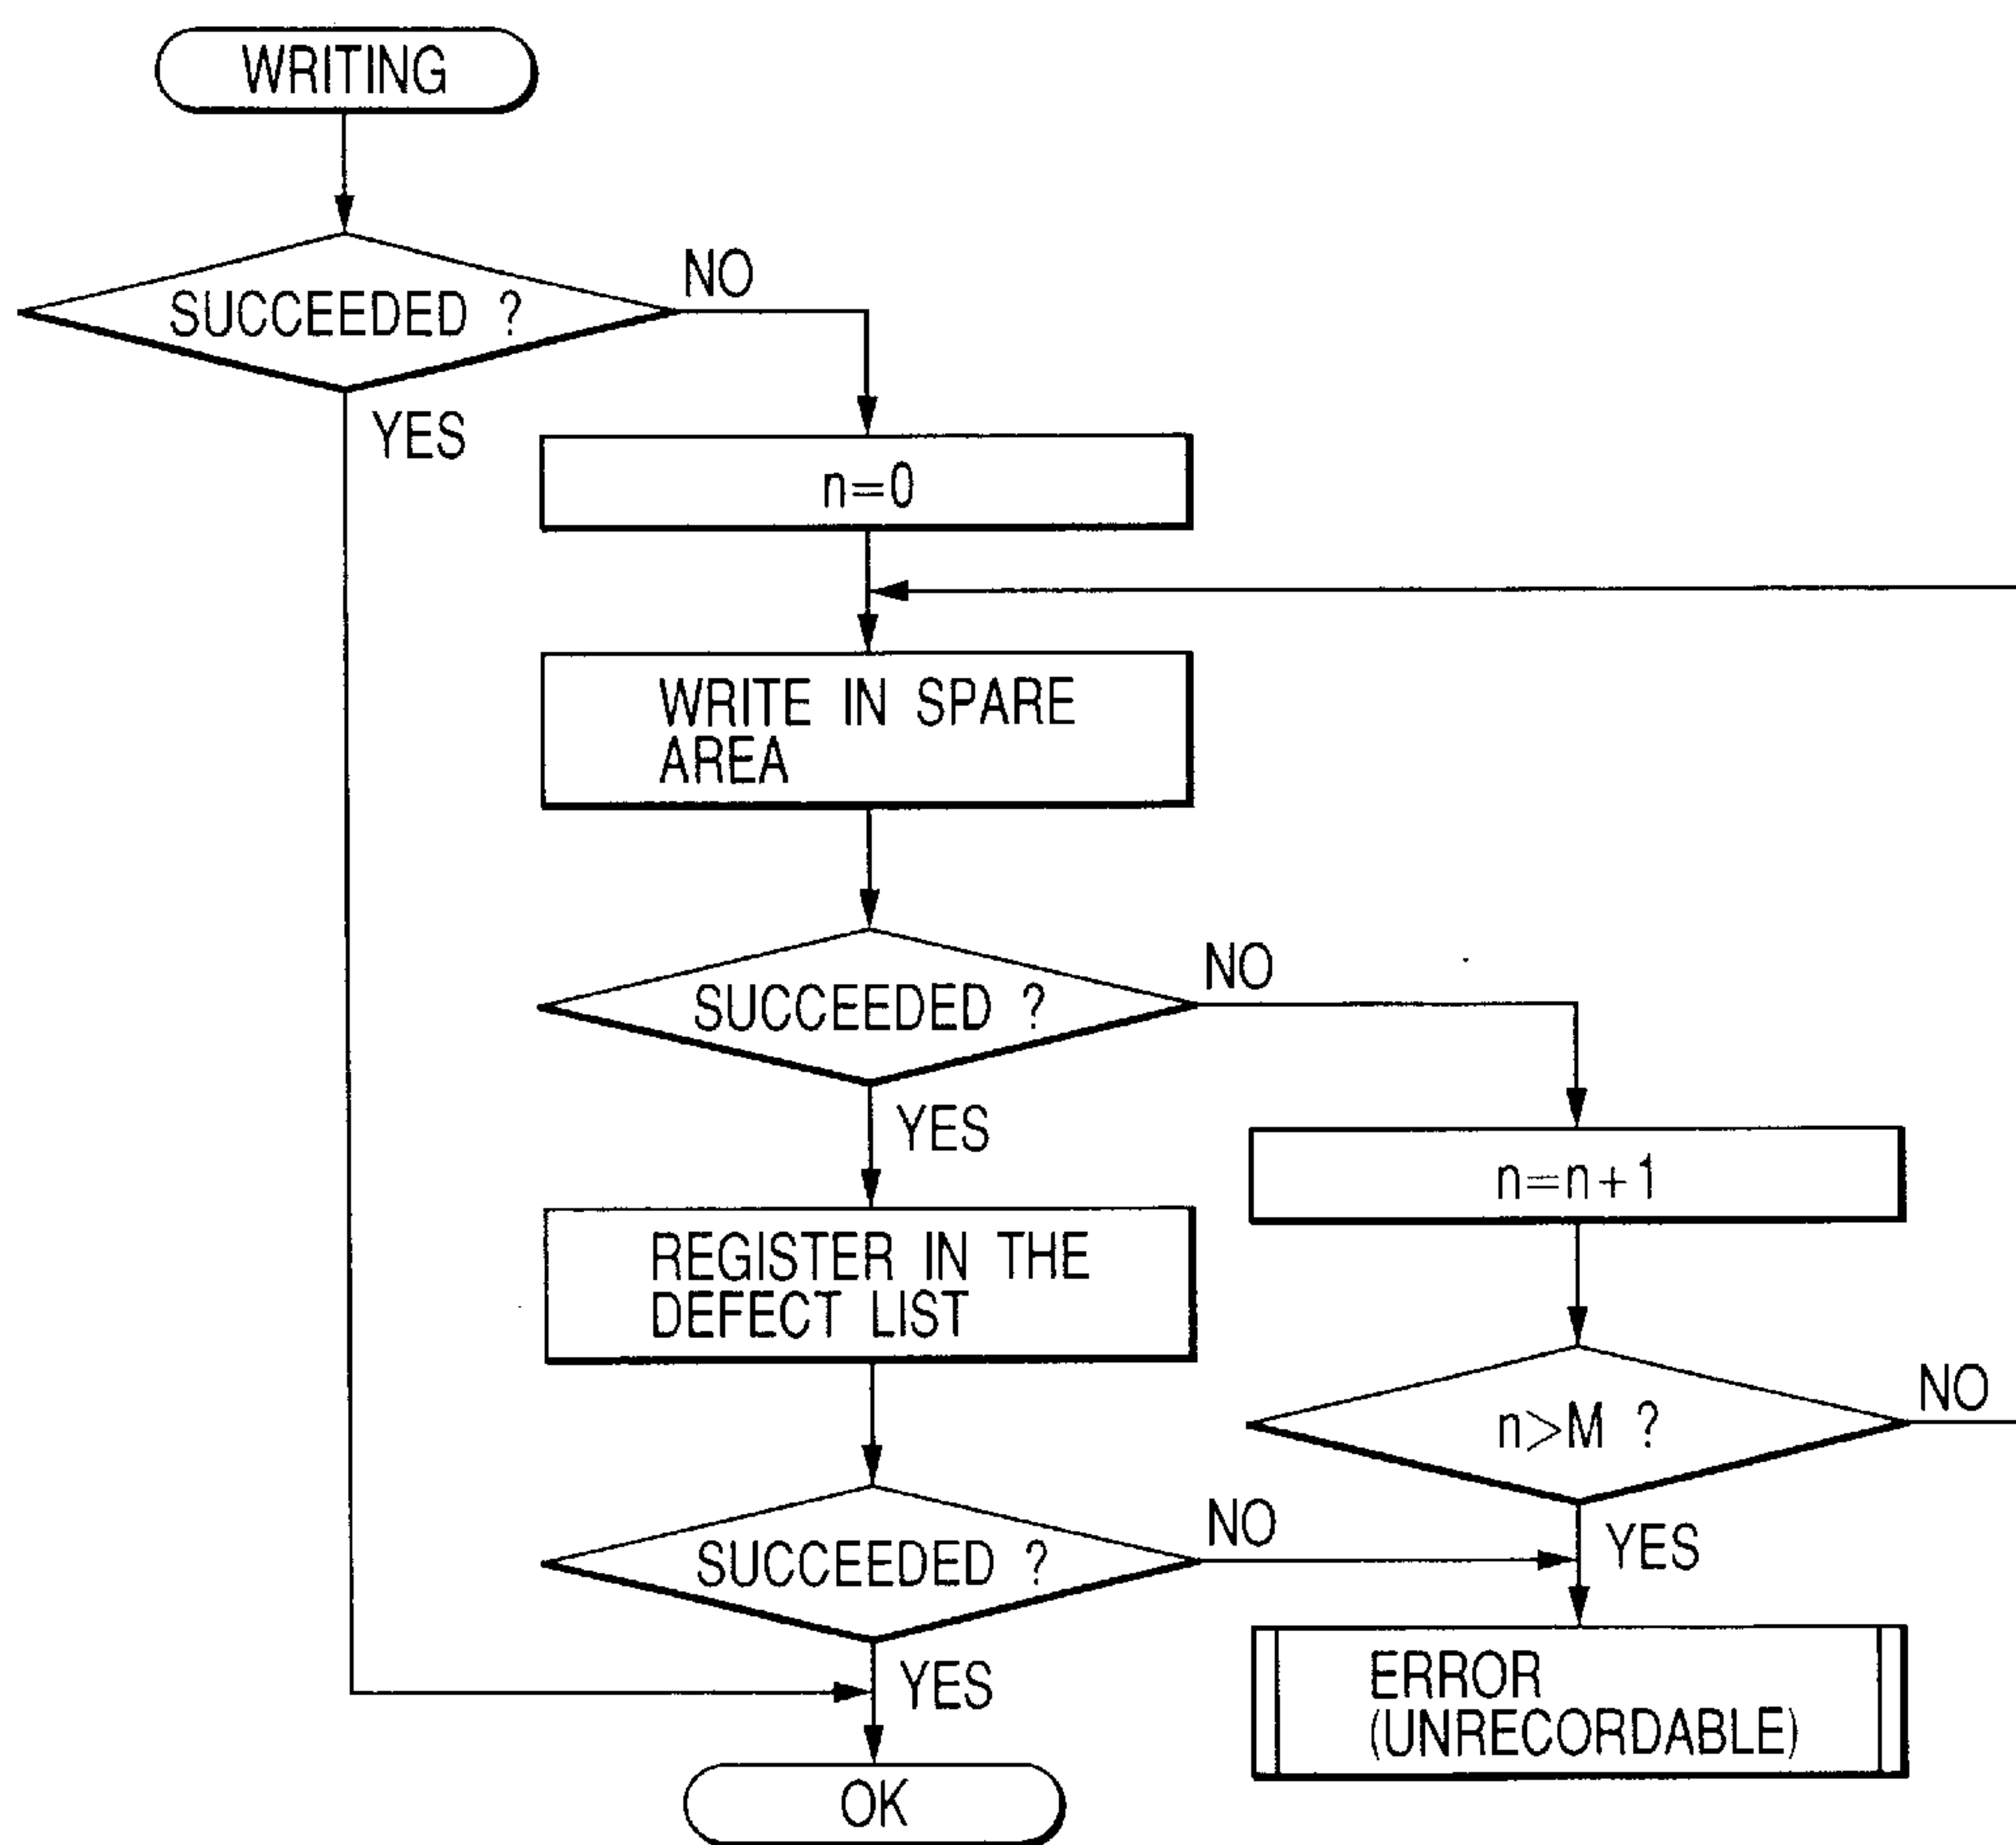 WRITING
SUCCEEDED ?
NO
YES
n=0
WRITE IN SPARE
AREA
SUCCEEDED ?
NO
YES
n=n+1
REGISTER IN THE
DEFECT LIST
n>M ?
NO
YES
SUCCEEDED ?
NO
YES
ERROR
(UNRECORDABLE)
OK